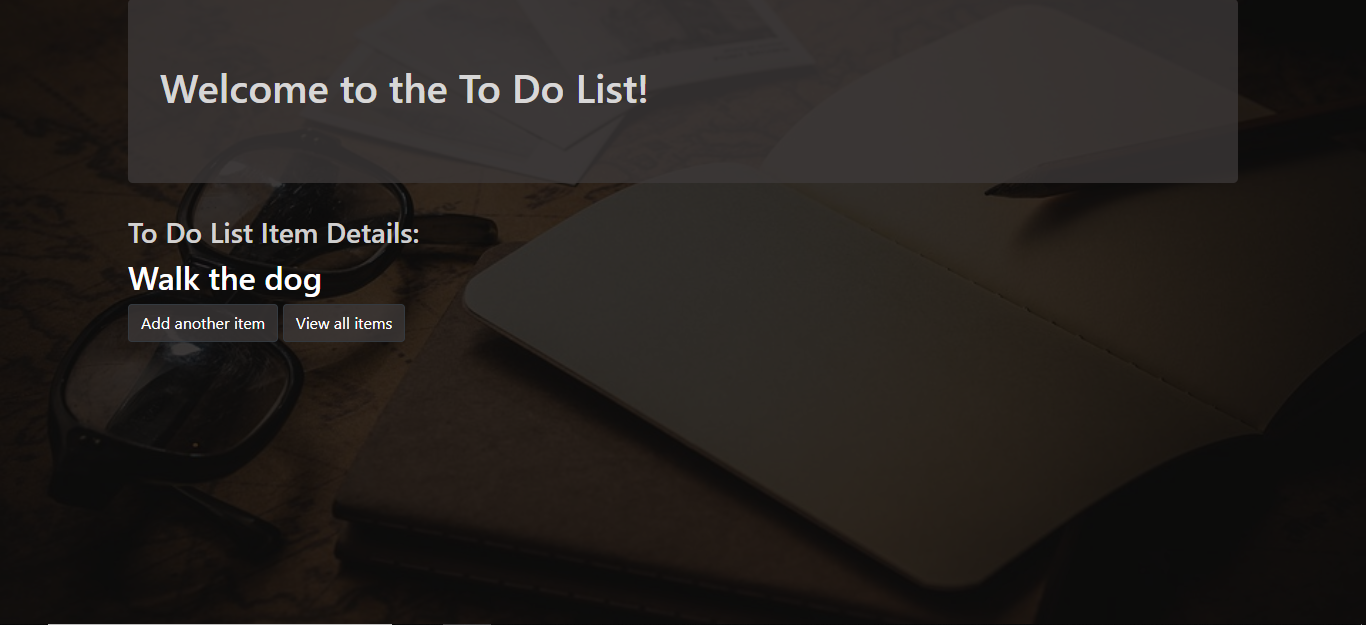 Welcome to the To Do List!
To Do List Item Details:
Walk the dog
Add another item
View all items